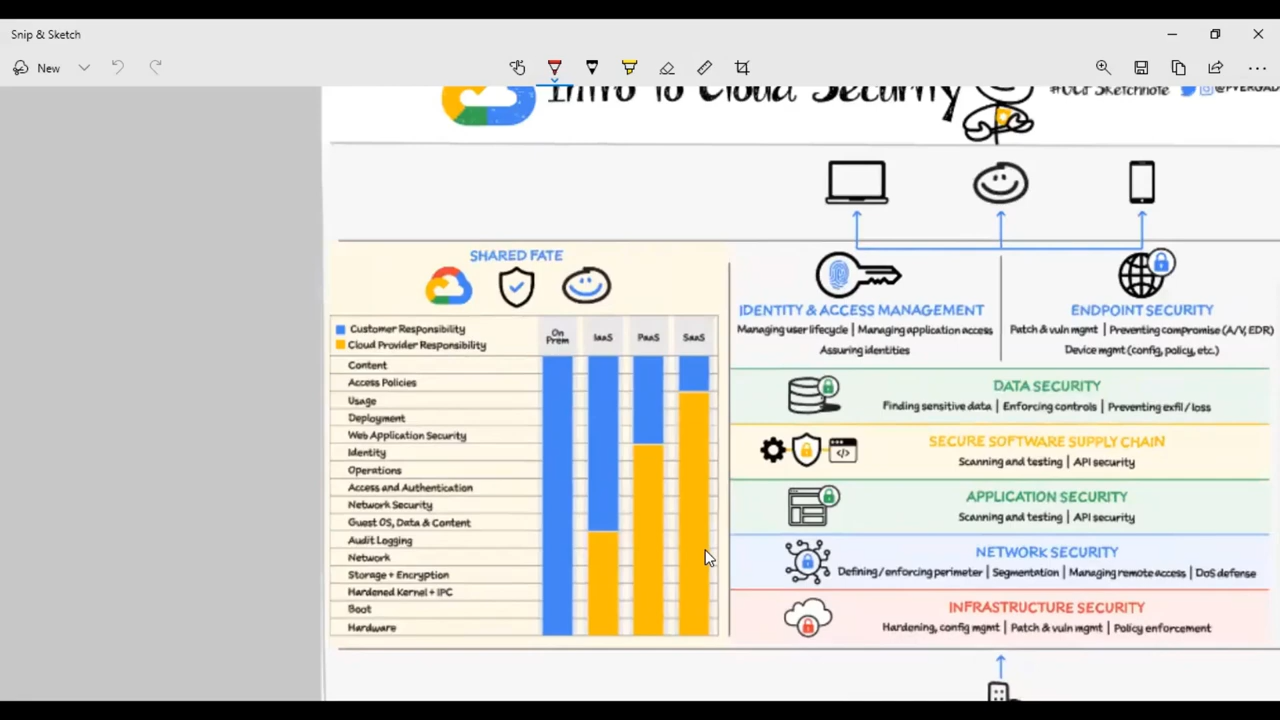 Snip & Sketch
New
Intro to Cloud Security
#GCP Sketchnote
SHARED FATE
Customer Responsibility
Cloud Provider Responsibility
On Prem
IaaS
PaaS
SaaS
Content
Access Policies
Usage
Deployment
Web Application Security
Identity
Operations
Access and Authentication
Network Security
Guest OS, Data & Content
Audit Logging
Network
Storage + Encryption
Hardened Kernel + IPC
Boot
Hardware
IDENTITY & ACCESS MANAGEMENT
Managing user lifecycle | Managing application access
Assuring identities
ENDPOINT SECURITY
Patch & vuln mgmt | Preventing compromise (A/V, EDR)
Device mgmt (config, policy, etc.)
DATA SECURITY
Finding sensitive data | Enforcing controls | Preventing exfil / loss
SECURE SOFTWARE SUPPLY CHAIN
Scanning and testing | API security
APPLICATION SECURITY
Scanning and testing | API security
NETWORK SECURITY
Defining/enforcing perimeter | Segmentation | Managing remote access | DoS defense
INFRASTRUCTURE SECURITY
Hardening, config mgmt | Patch & vuln mgmt | Policy enforcement